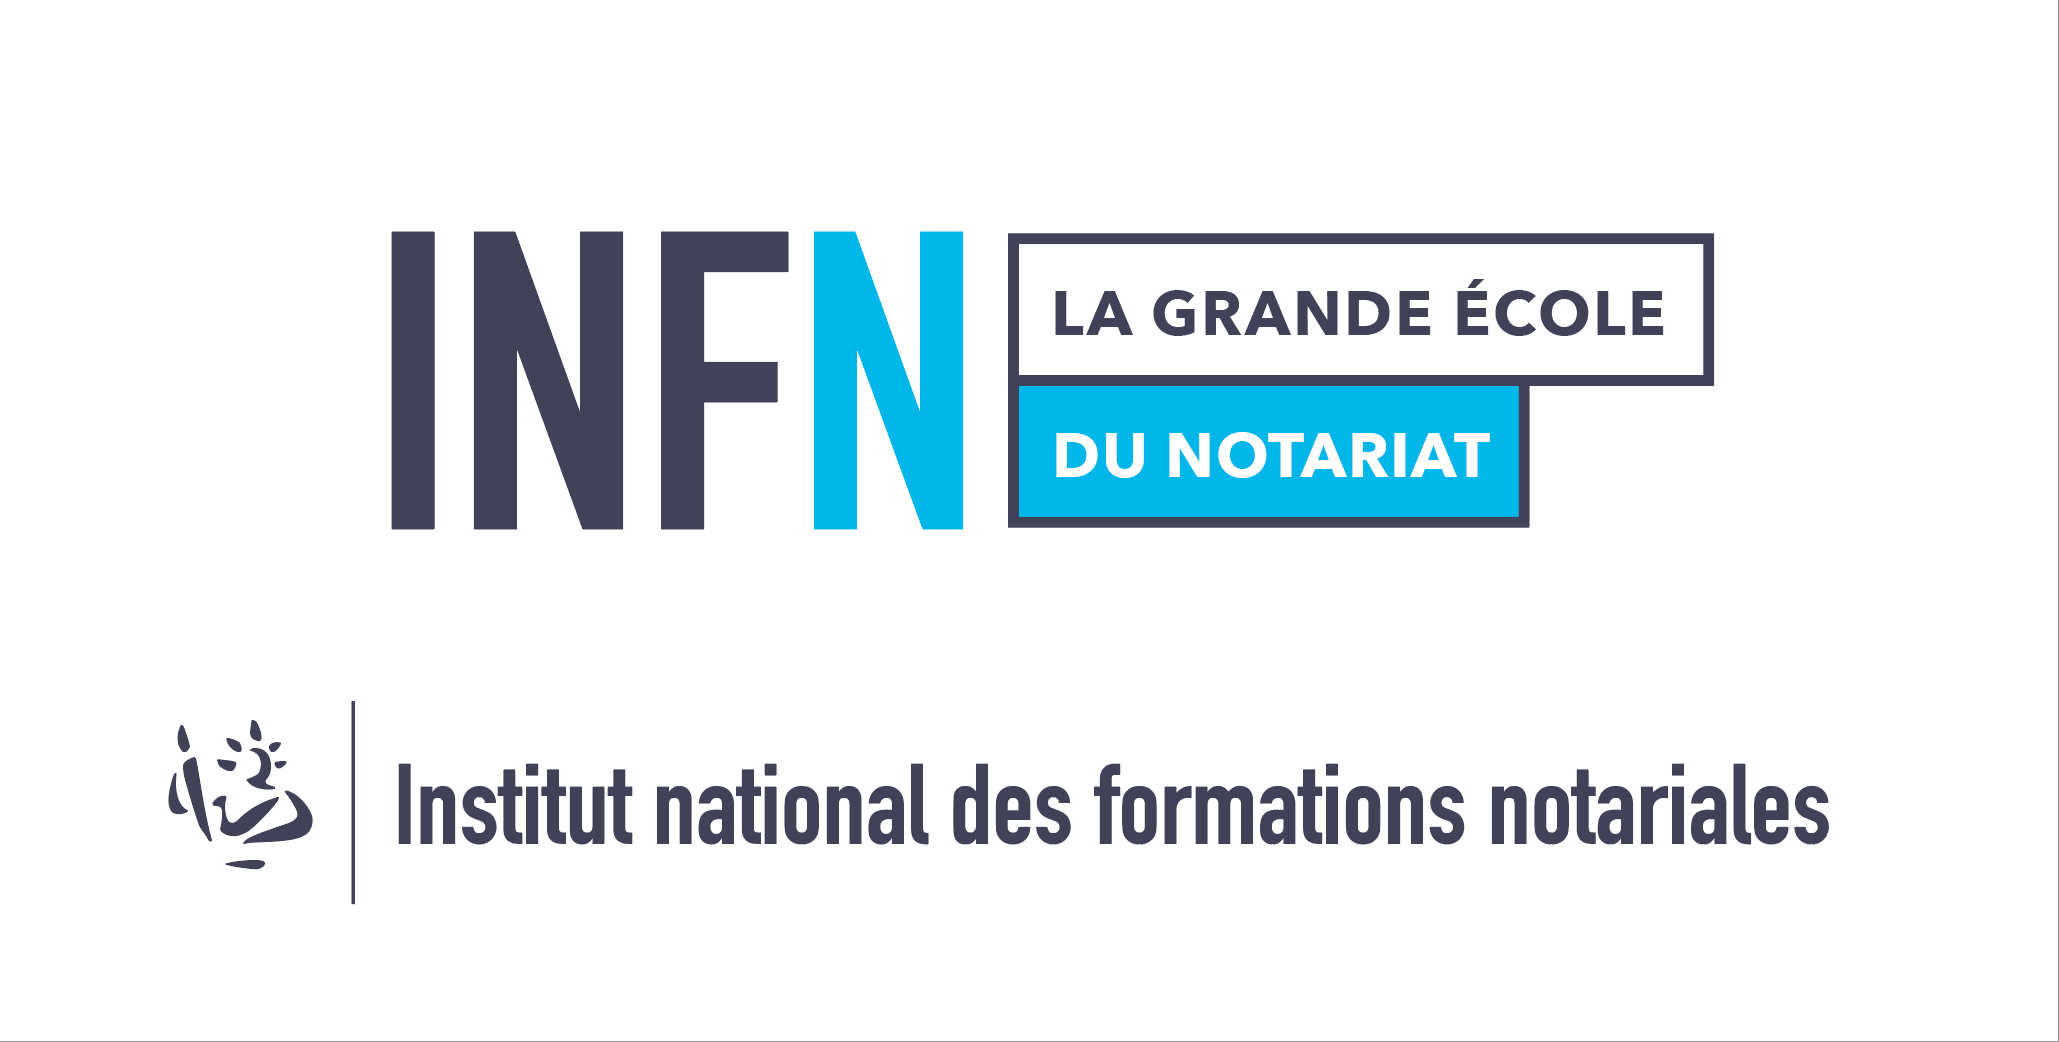 INFN
LA GRANDE ÉCOLE
DU NOTARIAT
Institut national des formations notariales